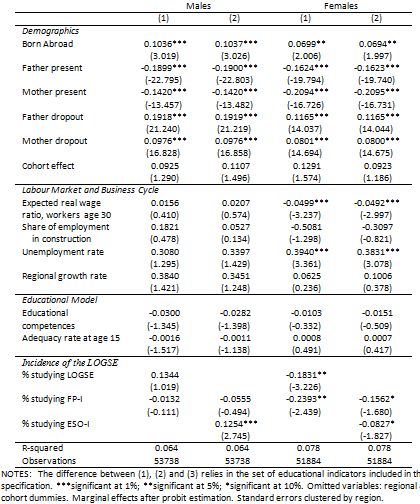 Males Females
(1) (2) (1) (2)
Demographics
Born Abroad 0.1036*** 0.1037*** 0.0699** 0.0694**
(3.019) (3.026) (2.006) (1.997)
Father present -0.1899*** -0.1900*** -0.1624*** -0.1623***
(-22.795) (-22.803) (-19.794) (-19.740)
Mother present -0.1420*** -0.1420*** -0.2094*** -0.2095***
(-13.457) (-13.482) (-16.726) (-16.731)
Father dropout 0.1918*** 0.1919*** 0.1165*** 0.1165***
(21.240) (21.219) (14.037) (14.044)
Mother dropout 0.0976*** 0.0976*** 0.0801*** 0.0800***
(16.828) (16.858) (14.694) (14.675)
Cohort effect 0.0925 0.1107 0.1291 0.0923
(1.290) (1.496) (1.574) (1.186)
Labour Market and Business Cycle
Expected real wage 0.0156 0.0207 -0.0499*** -0.0492***
ratio, workers age 30 (0.410) (0.574) (-3.237) (-2.997)
Share of employment 0.1821 0.0527 -0.5081 -0.3097
in construction (0.478) (0.134) (-1.298) (-0.821)
Unemployment rate 0.3080 0.3397 0.3940*** 0.3831***
(1.295) (1.429) (3.361) (3.078)
Regional growth rate 0.3840 0.3451 0.0625 0.1006
(1.421) (1.248) (0.236) (0.378)
Educational Model
Educational -0.0300 -0.0282 -0.0103 -0.0151
competences (-1.345) (-1.398) (-0.332) (-0.509)
Adequacy rate at age 15 -0.0016 -0.0011 0.0008 0.0007
(-1.517) (-1.138) (0.491) (0.417)
Incidence of the LOGSE
% studying LOGSE 0.1344 -0.1831**
(1.019) (-3.226)
% studying FP-I -0.0132 -0.0555 -0.2393** -0.1562*
(-0.111) (-0.494) (-2.439) (-1.680)
% studying ESO-I 0.1254*** -0.0827*
(2.745) (-1.827)
R-squared 0.064 0.064 0.078 0.078
Observations 53738 53738 51884 51884
NOTES: The difference between (1), (2) and (3) relies in the set of educational indicators included in th
specification. ***significant at 1%; **significant at 5%; *significant at 10%. Omitted variables: regional
cohort dummies. Marginal effects after probit estimation. Standard errors clustered by region.